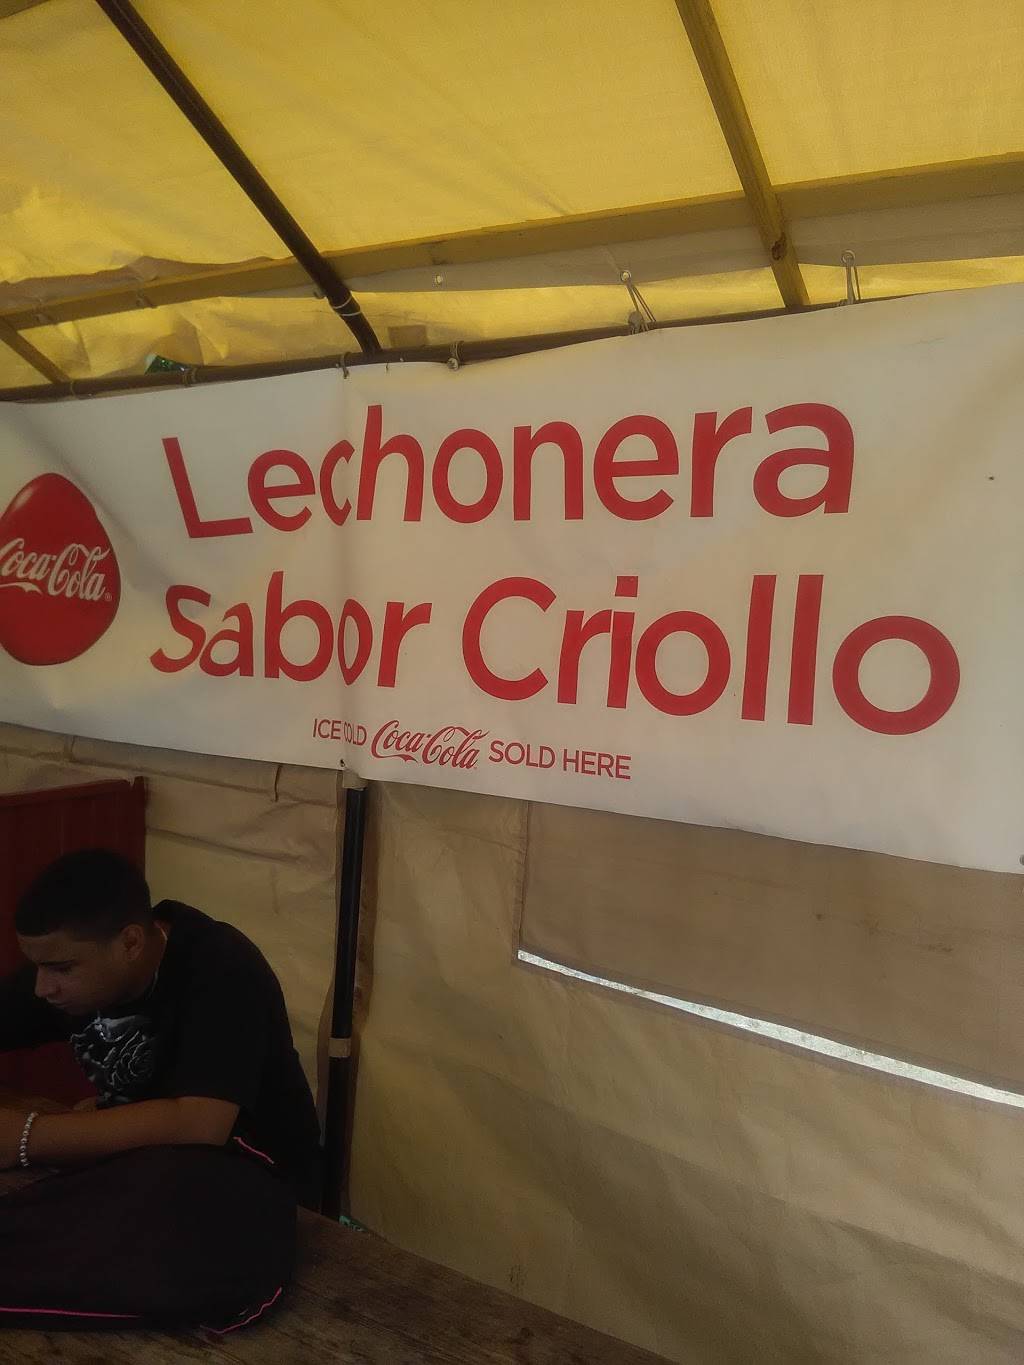 Lechonera
Coca-Cola
Sabor Criollo
ICE COLD Coca-Cola SOLD HERE